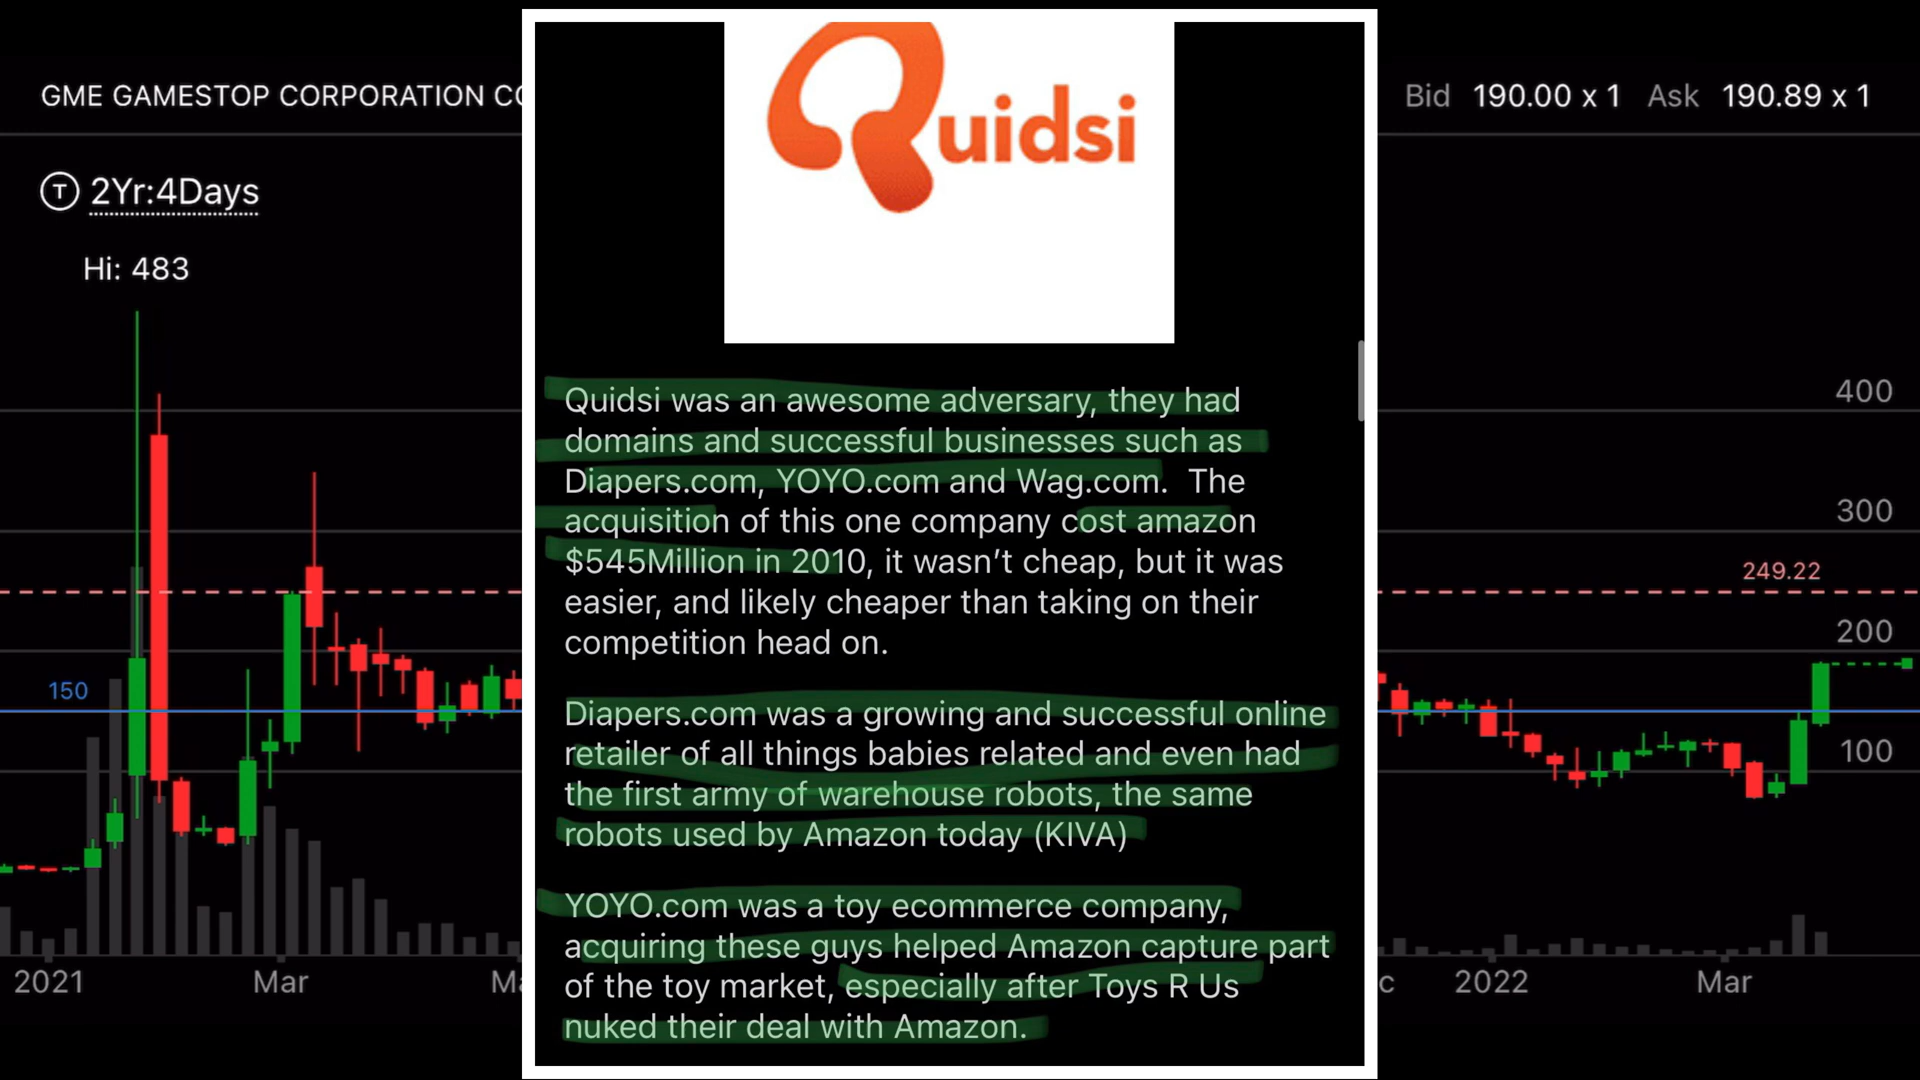 GME GAMESTOP CORPORATION CO
Bid 190.00 x 1 Ask 190.89 x 1
T 2Yr:4Days
Hi: 483
Quidsi
Quidsi was an awesome adversary, they had
domains and successful businesses such as
Diapers.com, YOYO.com and Wag.com. The
acquisition of this one company cost amazon
$545Million in 2010, it wasn't cheap, but it was
easier, and likely cheaper than taking on their
competition head on.
Diapers.com was a growing and successful online
retailer of all things babies related and even had
the first army of warehouse robots, the same
robots used by Amazon today (KIVA)
YOYO.com was a toy ecommerce company,
acquiring these guys helped Amazon capture part
of the toy market, especially after Toys R Us
nuked their deal with Amazon.
400
300
249.22
200
150
100
2021 Mar Ma
c 2022 Mar